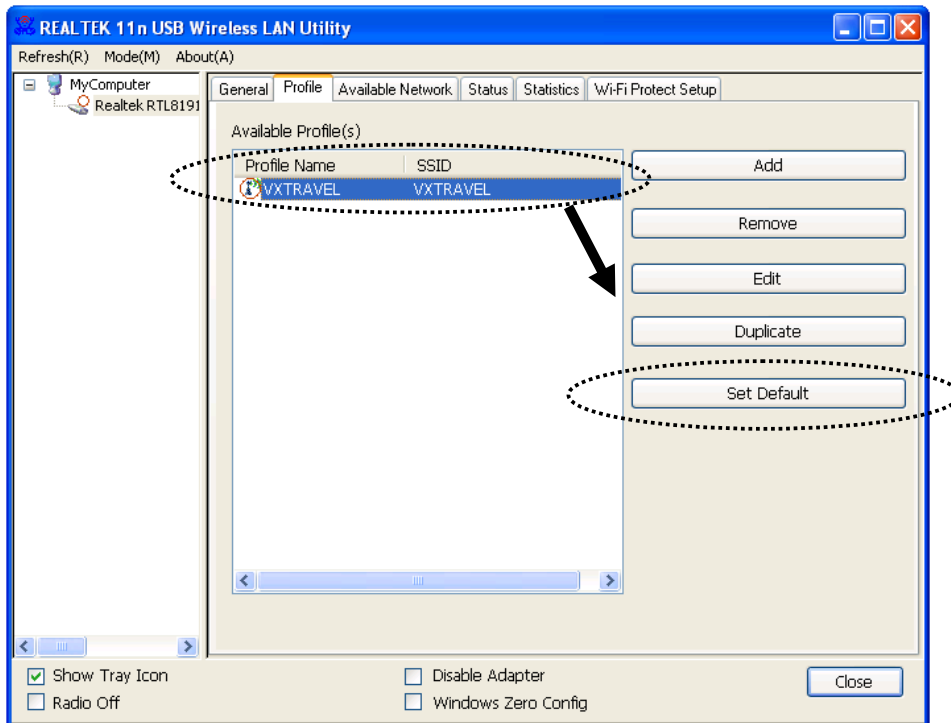 REALTEK 11n USB Wireless LAN Utility
Refresh(R) Mode(M) About(A)
MyComputer
Realtek RTL8191
General Profile Available Network Status Statistics Wi-Fi Protect Setup
Available Profile(s)
Profile Name SSID
VXTRAVEL VXTRAVEL
Add
Remove
Edit
Duplicate
Set Default
Show Tray Icon
Disable Adapter
Radio Off
Windows Zero Config
Close